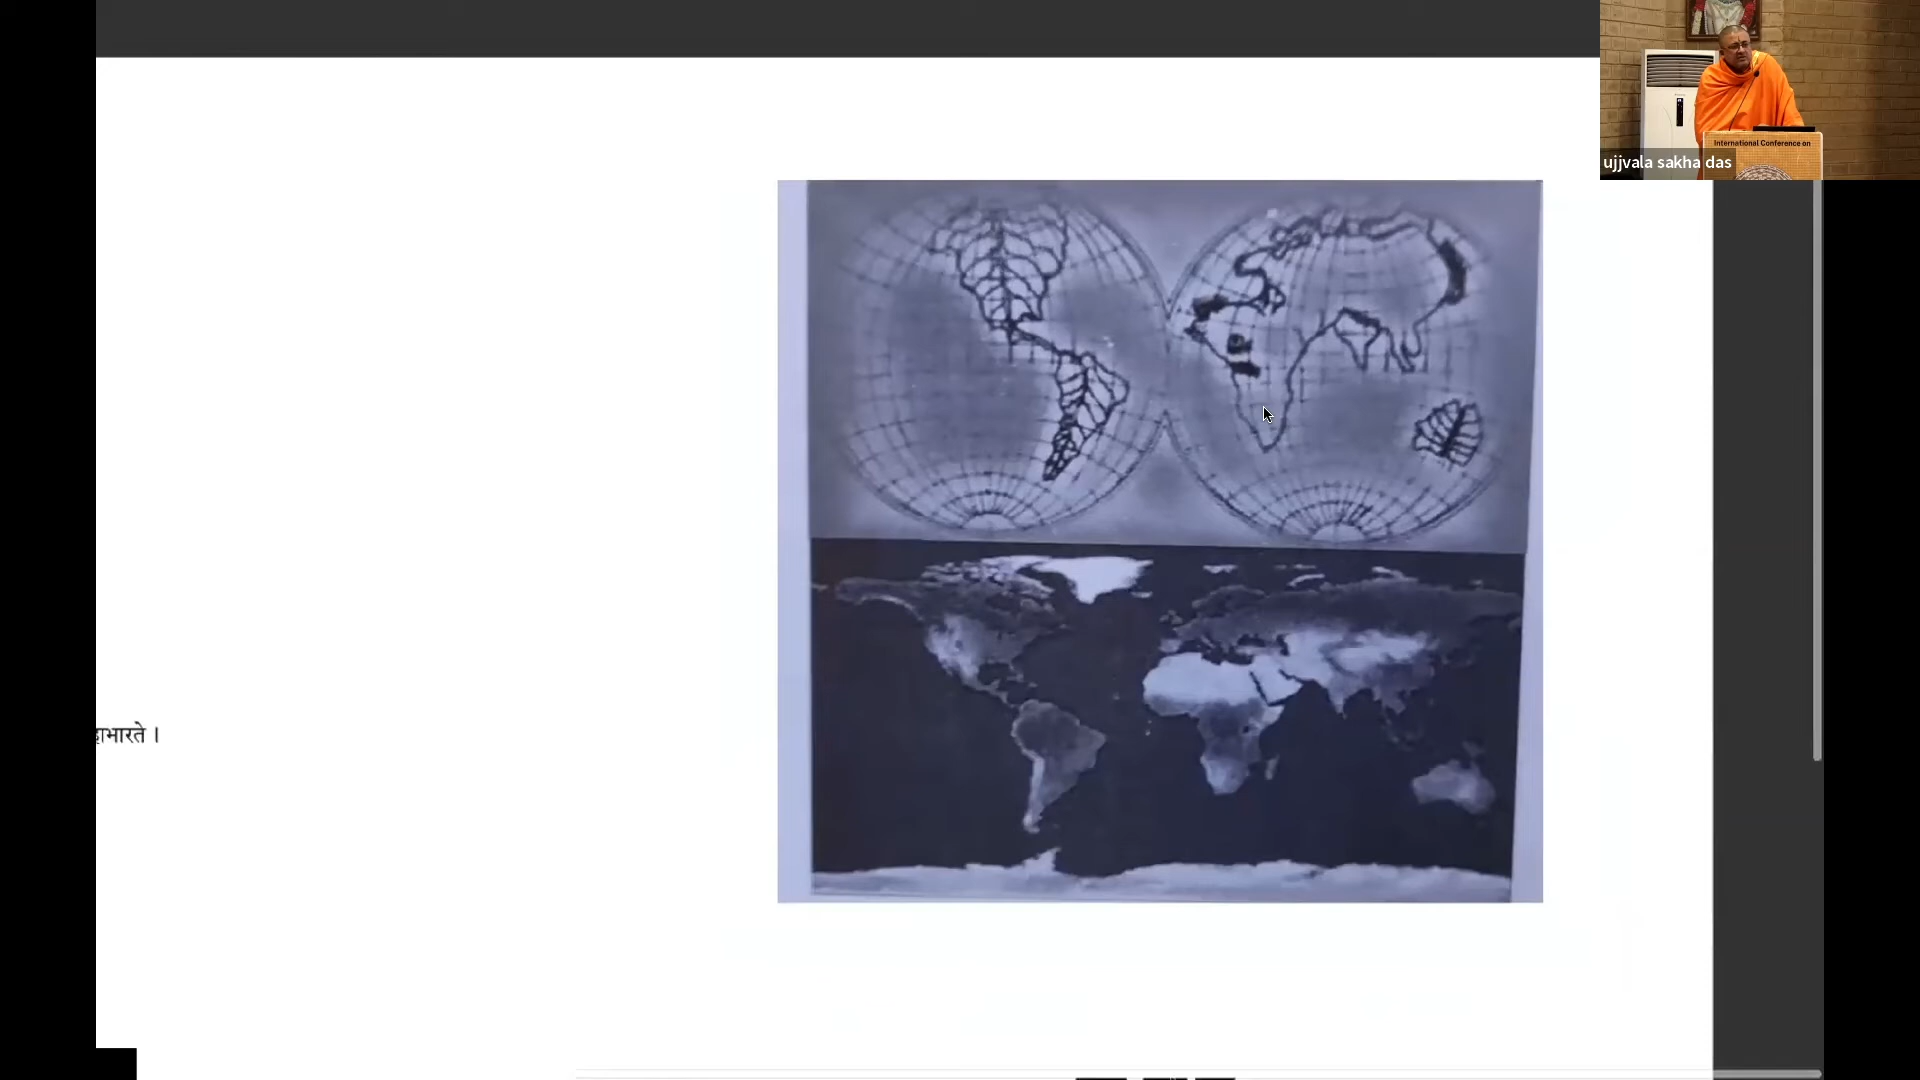 International Conference on
ujjvala sakha das
हाभारते ।